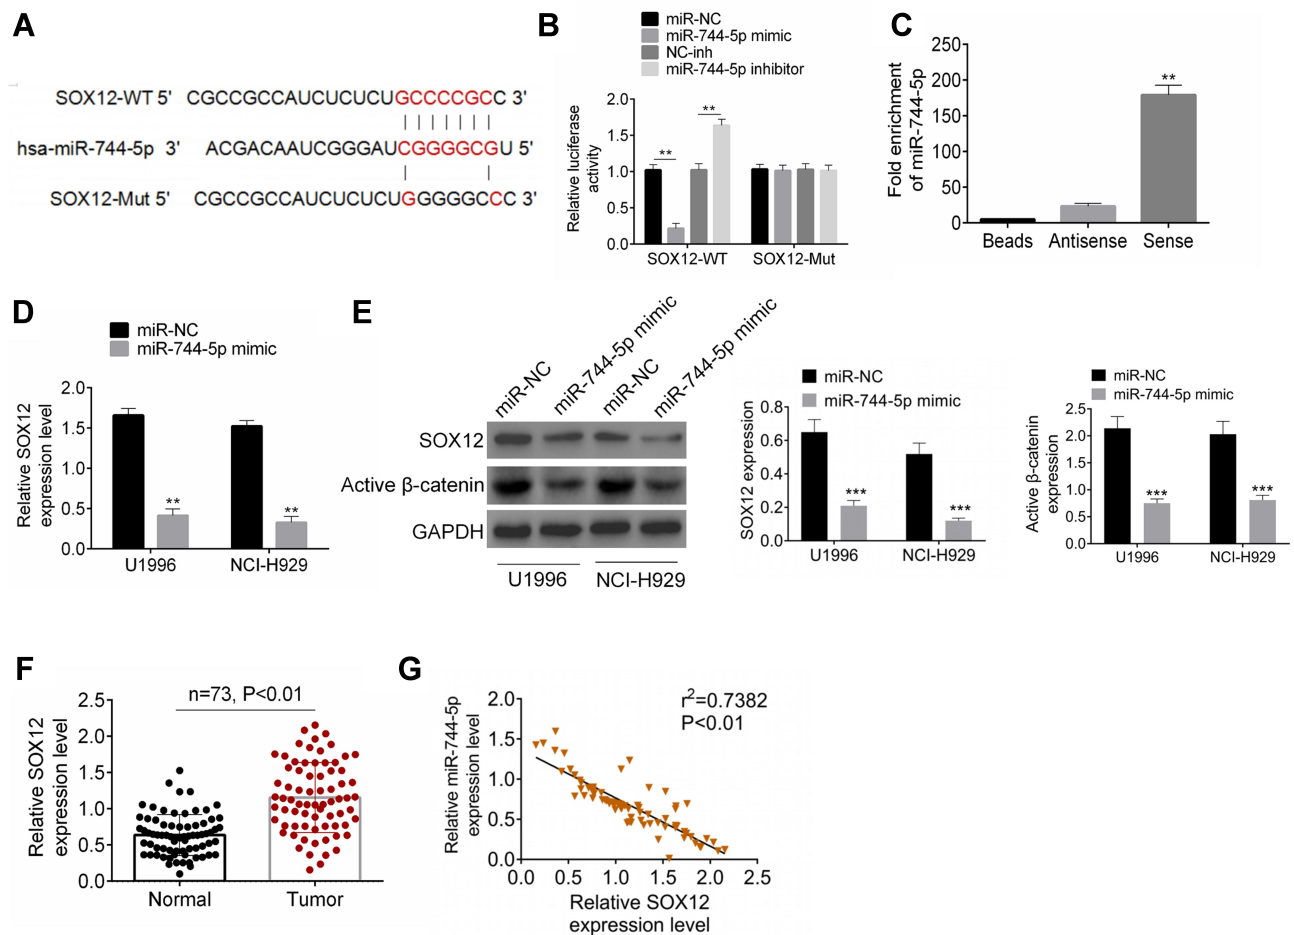 A
SOX12-WT 5' CGCCGCCAUCUCUCUGCCCCGCC 3'
hsa-miR-744-5p 3' ACGACAAUCGGGAUCGGGGCGU 5'
SOX12-Mut 5' CGCCGCCAUCUCUCUGGGGGCCC 3'
B
miR-NC
miR-744-5p mimic
NC-inh
miR-744-5p inhibitor
Relative luciferase
activity
2.0
1.5
1.0
0.5
0.0
**
**
SOX12-WT
SOX12-Mut
C
Fold enrichment
of miR-744-5p
250
200
150
100
50
0
**
Beads
Antisense
Sense
D
miR-NC
miR-744-5p mimic
Relative SOX12
expression level
2.0
1.5
1.0
0.5
0.0
**
**
U1996
NCI-H929
E
miR-NC
miR-744-5p mimic
miR-NC
miR-744-5p mimic
SOX12
Active β-catenin
GAPDH
U1996
NCI-H929
miR-NC
miR-744-5p mimic
SOX12 expression
0.8
0.6
0.4
0.2
0.0
***
***
U1996
NCI-H929
miR-NC
miR-744-5p mimic
Active β-catenin
expression
2.5
2.0
1.5
1.0
0.5
0.0
***
***
U1996
NCI-H929
F
n=73, P<0.01
Relative SOX12
expression level
2.5
2.0
1.5
1.0
0.5
0.0
Normal
Tumor
G
r²=0.7382
P<0.01
Relative miR-744-5p
expression level
2.0
1.5
1.0
0.5
0.0
0.0
0.5
1.0
1.5
2.0
2.5
Relative SOX12
expression level